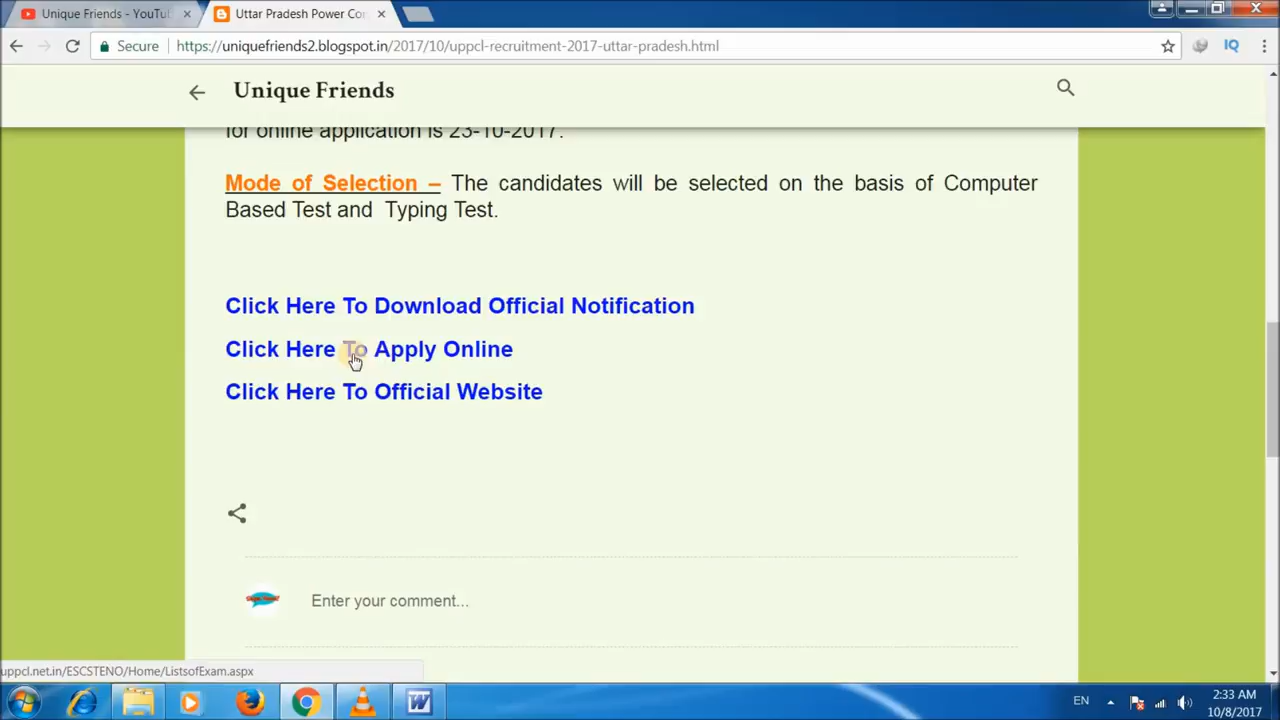 Unique Friends - YouTu
Uttar Pradesh Power Co
Secure
https://uniquefriends2.blogspot.in/2017/10/uppcl-recruitment-2017-uttar-pradesh.html
IQ
Unique Friends
for online application is 23-10-2017.
Mode of Selection – The candidates will be selected on the basis of Computer
Based Test and Typing Test.
Click Here To Download Official Notification
Click Here To Apply Online
Click Here To Official Website
Enter your comment...
uppcl.net.in/ESCSTENO/Home/ListsofExam.aspx
EN
2:33 AM
10/8/2017